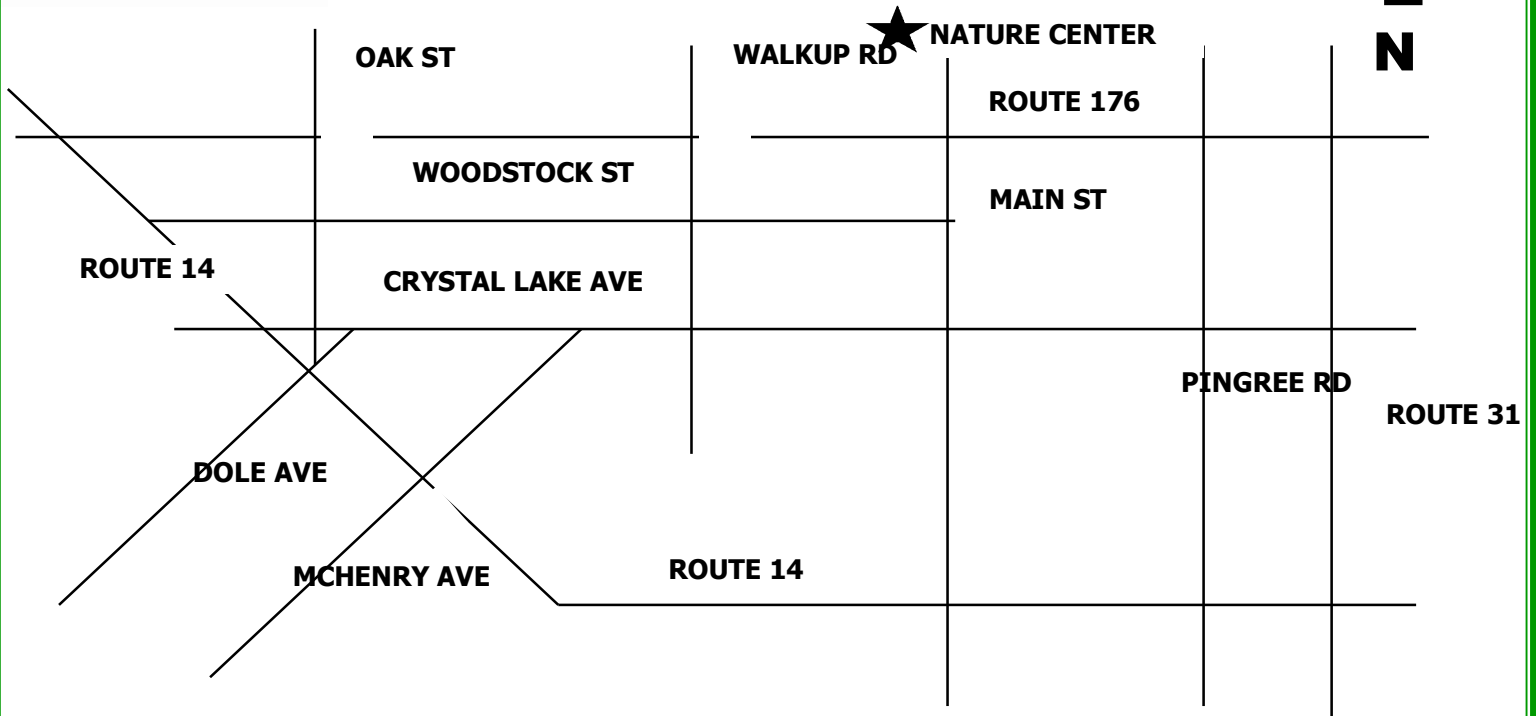 NATURE CENTER
OAK ST
WALKUP RD
N
ROUTE 176
WOODSTOCK ST
MAIN ST
ROUTE 14
CRYSTAL LAKE AVE
PINGREE RD
ROUTE 31
DOLE AVE
MCHENRY AVE
ROUTE 14